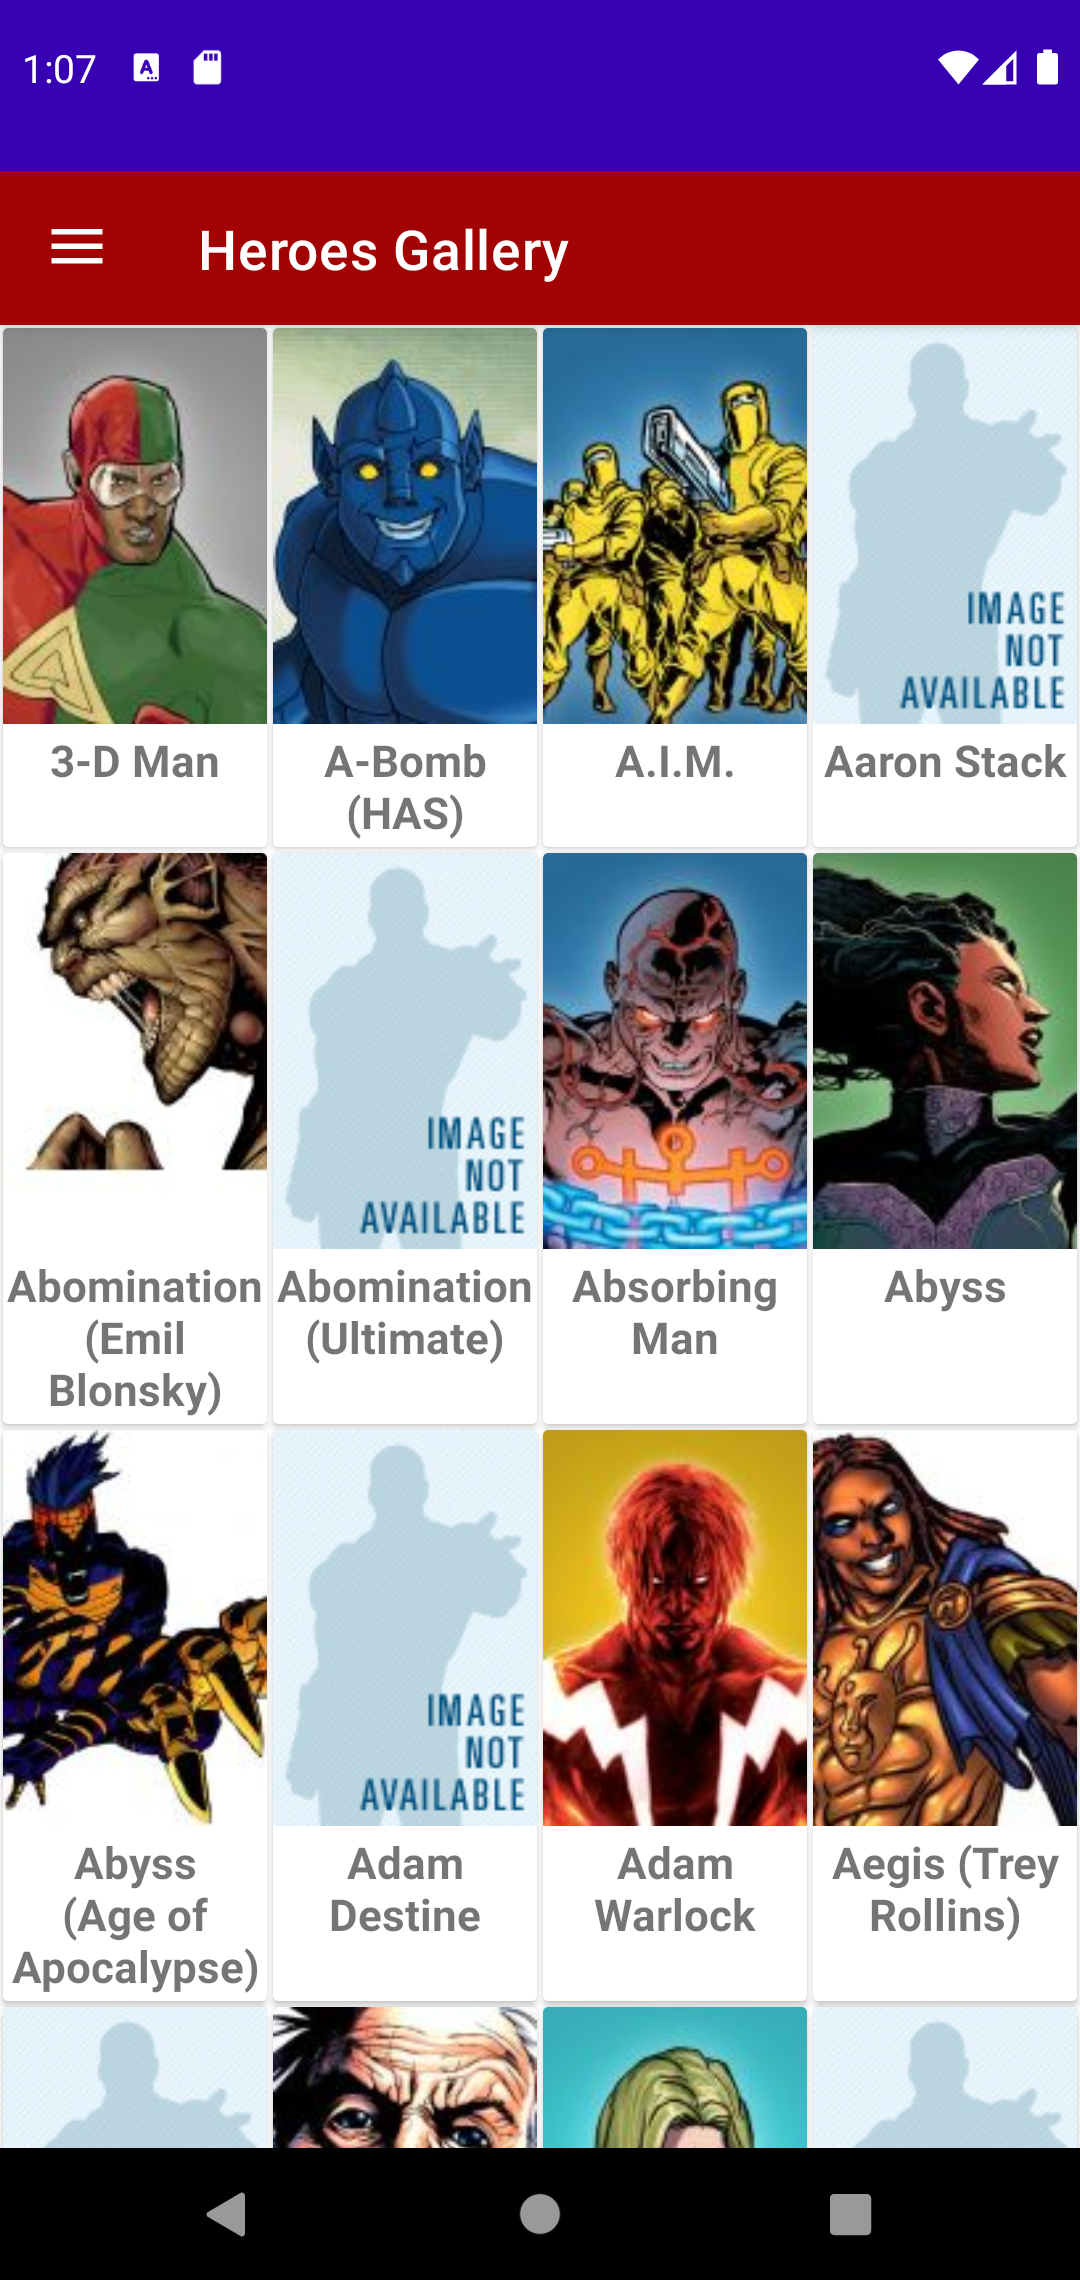 1:07
Heroes Gallery
IMAGE
NOT
AVAILABLE
3-D Man
A-Bomb
(HAS)
A.I.M.
Aaron Stack
IMAGE
NOT
AVAILABLE
Abomination
(Emil
Blonsky)
Abomination
(Ultimate)
Absorbing
Man
Abyss
IMAGE
NOT
AVAILABLE
Abyss
(Age of
Apocalypse)
Adam
Destine
Adam
Warlock
Aegis (Trey
Rollins)